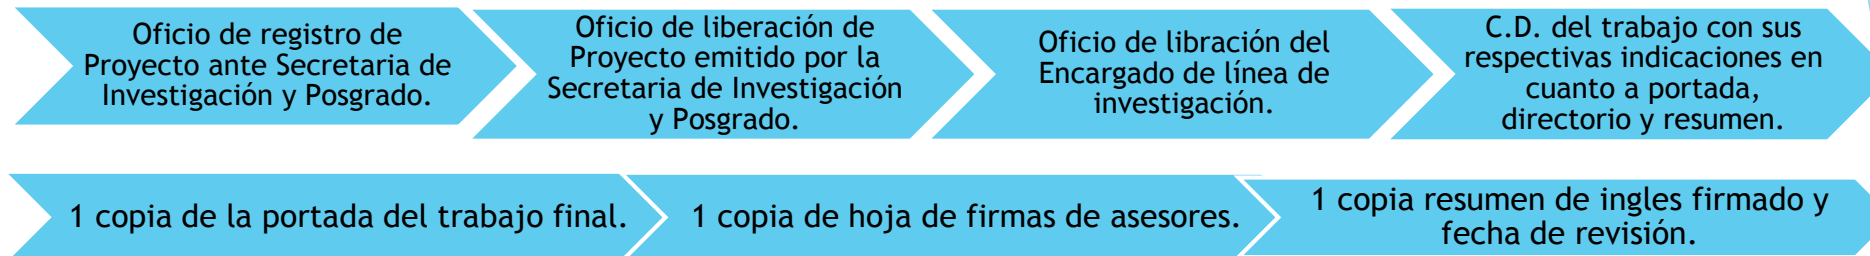 Oficio de registro de
Proyecto ante Secretaria de
Investigación y Posgrado.
Oficio de liberación de
Proyecto emitido por la
Secretaria de Investigación
y Posgrado.
Oficio de libración del
Encargado de línea de
investigación.
C.D. del trabajo con sus
respectivas indicaciones en
cuanto a portada,
directorio y resumen.
1 copia de la portada del trabajo final.
1 copia de hoja de firmas de asesores.
1 copia resumen de ingles firmado y
fecha de revisión.